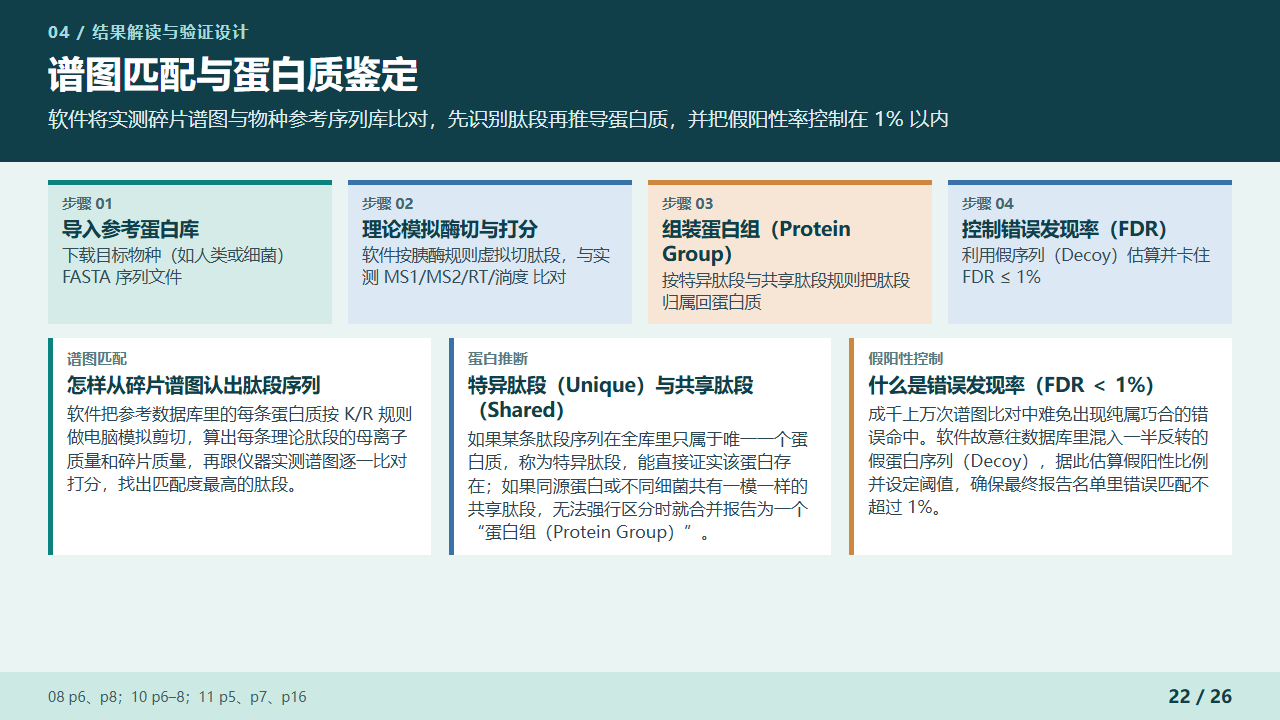 04 / 结果解读与验证设计
谱图匹配与蛋白质鉴定
软件将实测碎片谱图与物种参考序列库比对，先识别肽段再推导蛋白质，并把假阳性率控制在 1% 以内
步骤 01
导入参考蛋白库
下载目标物种（如人类或细菌）
FASTA 序列文件
步骤 02
理论模拟酶切与打分
软件按胰酶规则虚拟切肽段，与实
测 MS1/MS2/RT/淌度 比对
步骤 03
组装蛋白组（Protein
Group）
按特异肽段与共享肽段规则把肽段
归属回蛋白质
步骤 04
控制错误发现率（FDR）
利用假序列（Decoy）估算并卡住
FDR ≤ 1%
谱图匹配
怎样从碎片谱图认出肽段序列
软件把参考数据库里的每条蛋白质按 K/R 规则
做电脑模拟剪切，算出每条理论肽段的母离子
质量和碎片质量，再跟仪器实测谱图逐一比对
打分，找出匹配度最高的肽段。
蛋白推断
特异肽段（Unique）与共享肽段
（Shared）
如果某条肽段序列在全库里只属于唯一一个蛋
白质，称为特异肽段，能直接证实该蛋白存
在；如果同源蛋白或不同细菌共有一模一样的
共享肽段，无法强行区分时就合并报告为一个
“蛋白组（Protein Group）”。
假阳性控制
什么是错误发现率（FDR ＜ 1%）
成千上万次谱图比对中难免出现纯属巧合的错
误命中。软件故意往数据库里混入一半反转的
假蛋白序列（Decoy），据此估算假阳性比例
并设定阈值，确保最终报告名单里错误匹配不
超过 1%。
08 p6、p8；10 p6–8；11 p5、p7、p16
22 / 26